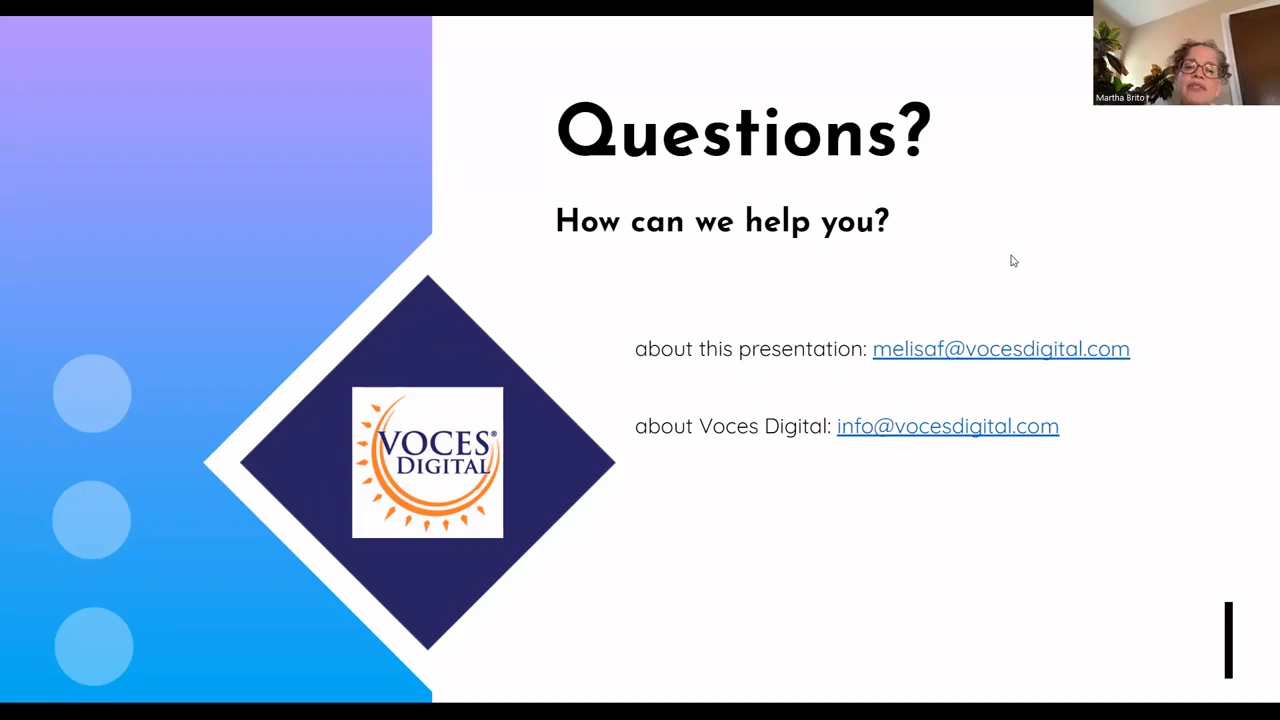 Martha Brito
Questions?
How can we help you?
about this presentation: melisaf@vocesdigital.com
about Voces Digital: info@vocesdigital.com
VOCES®
DIGITAL